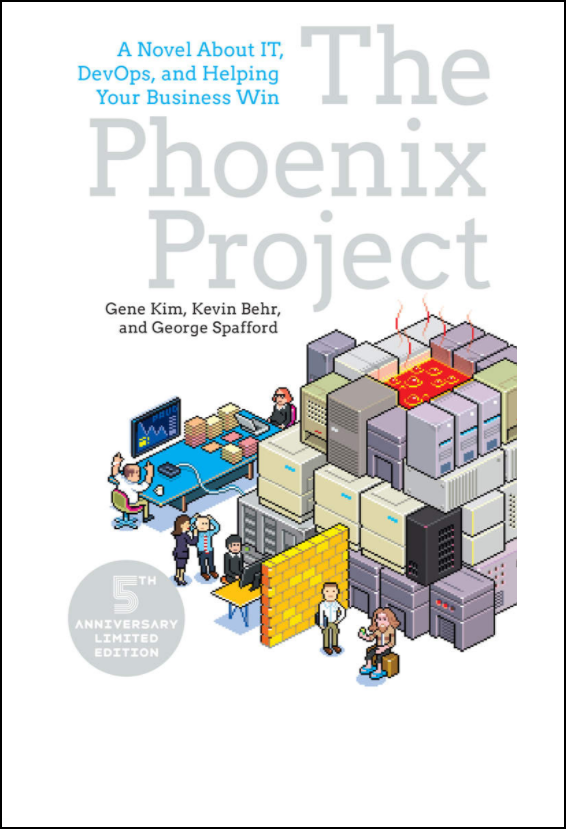 A Novel About IT,
DevOps, and Helping
Your Business Win
The
Phoenix
Project
Gene Kim, Kevin Behr,
and George Spafford
5TH
ANNIVERSARY
LIMITED
EDITION